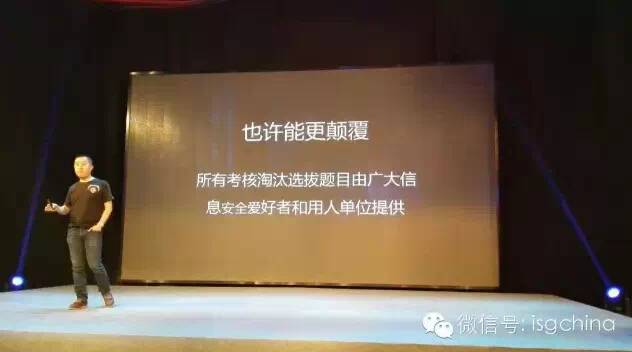 也许能更颠覆
所有考核淘汰选拔题目由广大信
息安全爱好者和用人单位提供
微信号: isgchina